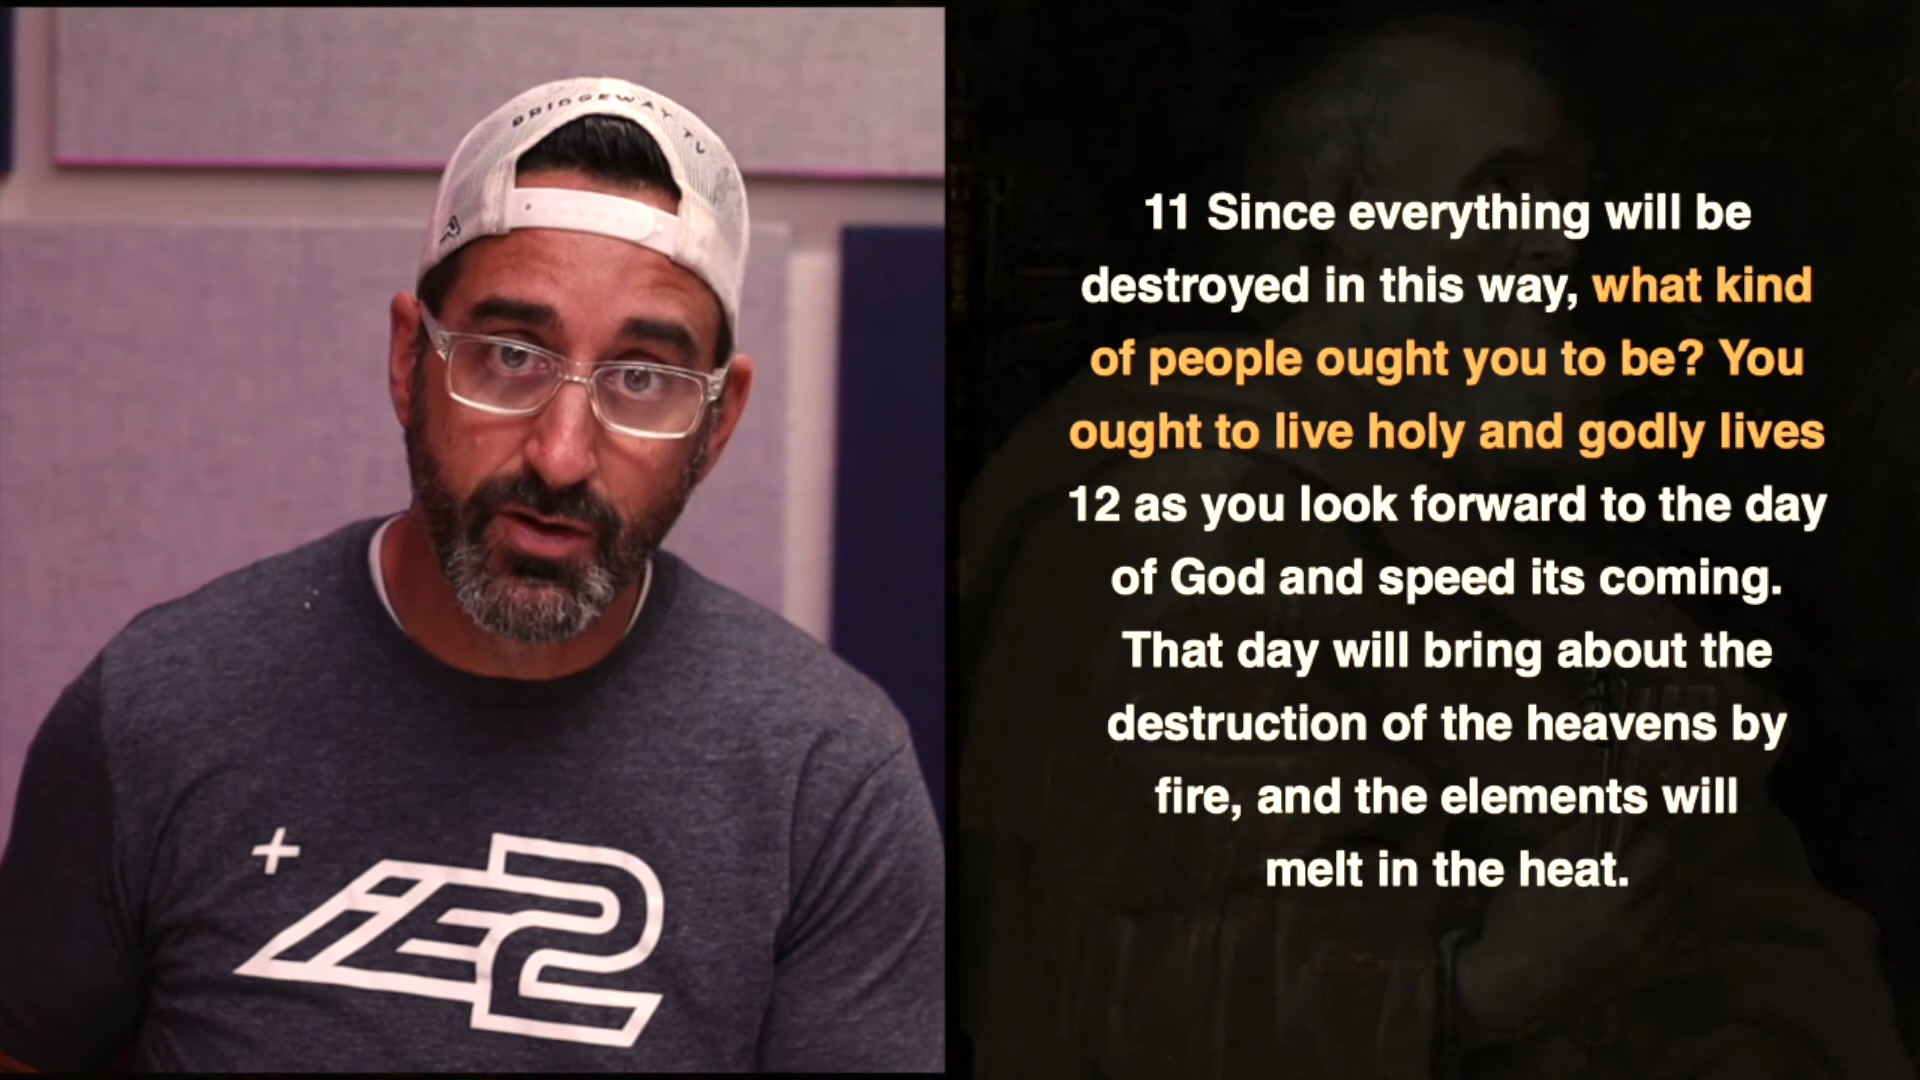 BRIDGEWAY
+
iE2
11 Since everything will be
destroyed in this way, what kind
of people ought you to be? You
ought to live holy and godly lives
12 as you look forward to the day
of God and speed its coming.
That day will bring about the
destruction of the heavens by
fire, and the elements will
melt in the heat.